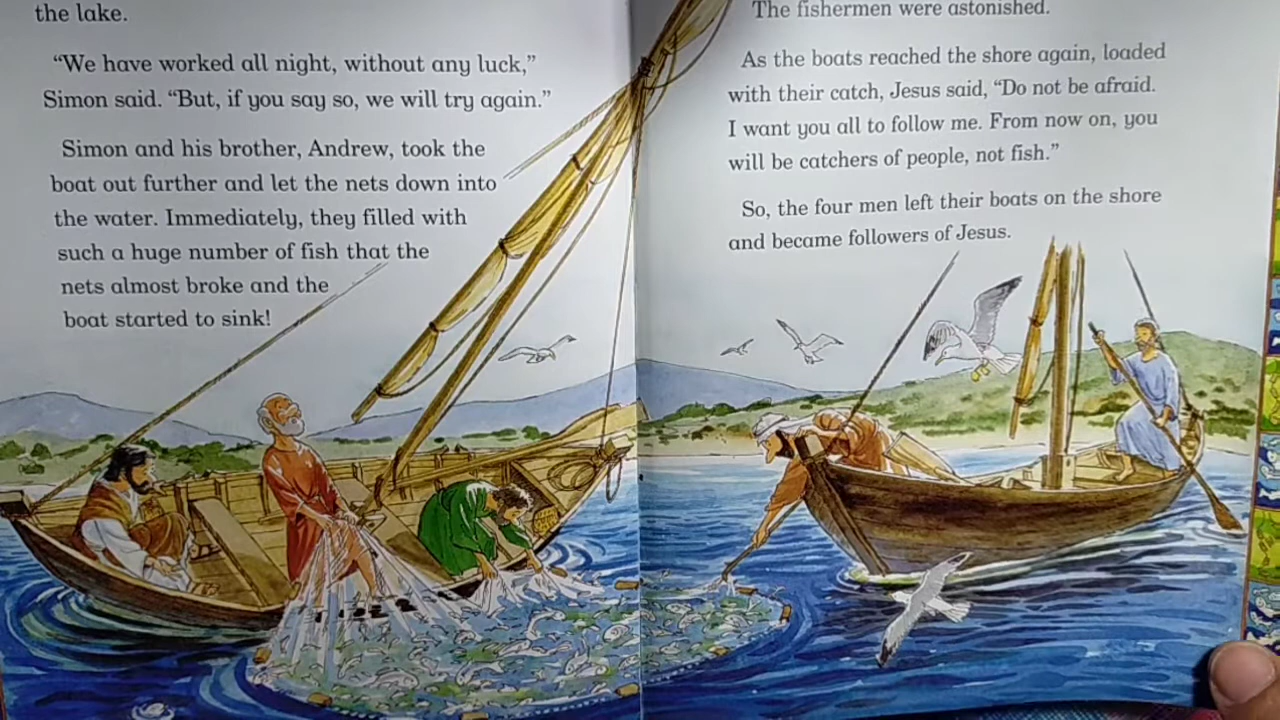 the lake.
“We have worked all night, without any luck,”
Simon said. “But, if you say so, we will try again.”
Simon and his brother, Andrew, took the
boat out further and let the nets down into
the water. Immediately, they filled with
such a huge number of fish that the
nets almost broke and the
boat started to sink!
The fishermen were astonished.
As the boats reached the shore again, loaded
with their catch, Jesus said, “Do not be afraid.
I want you all to follow me. From now on, you
will be catchers of people, not fish.”
So, the four men left their boats on the shore
and became followers of Jesus.